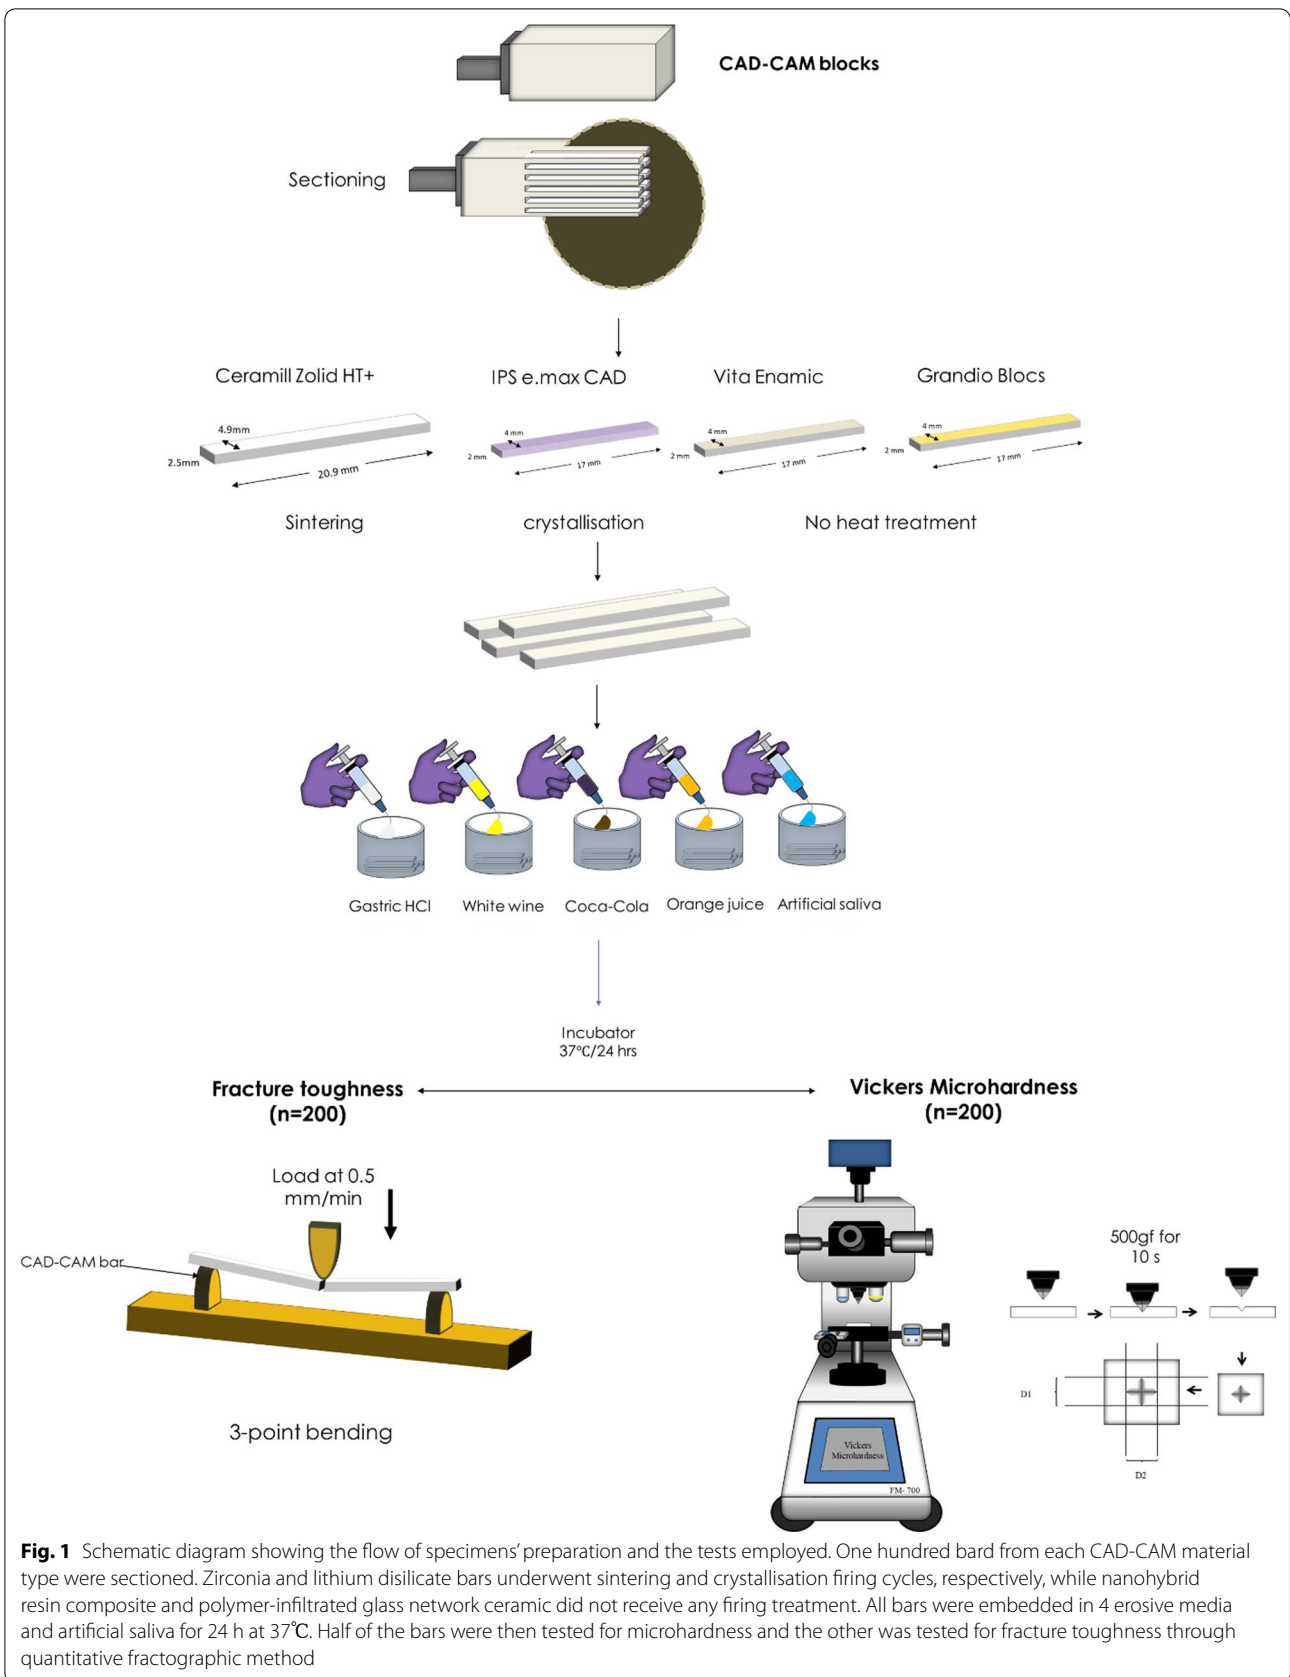 CAD-CAM blocks
Sectioning
Ceramill Zolid HT+
IPS e.max CAD
Vita Enamic
Grandio Blocs
4.9mm
2.5mm
20.9 mm
4 mm
2 mm
17 mm
4 mm
2 mm
17 mm
4 mm
2 mm
17 mm
Sintering
crystallisation
No heat treatment
Gastric HCl
White wine
Coca-Cola
Orange juice
Artificial saliva
Incubator
37°C/24 hrs
Fracture toughness
(n=200)
Vickers Microhardness
(n=200)
Load at 0.5
mm/min
CAD-CAM bar
3-point bending
500gf for
10 s
D1
D2
Vickers
Microhardness
FM- 700
Fig. 1 Schematic diagram showing the flow of specimens' preparation and the tests employed. One hundred bard from each CAD-CAM material
type were sectioned. Zirconia and lithium disilicate bars underwent sintering and crystallisation firing cycles, respectively, while nanohybrid
resin composite and polymer-infiltrated glass network ceramic did not receive any firing treatment. All bars were embedded in 4 erosive media
and artificial saliva for 24 h at 37℃. Half of the bars were then tested for microhardness and the other was tested for fracture toughness through
quantitative fractographic method